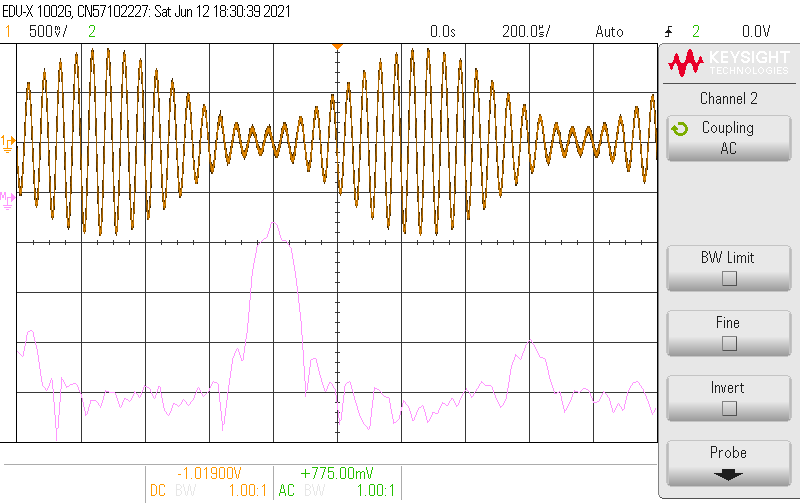 EDU-X 1002G, CN57102227: Sat Jun 12 18:30:39 2021
1 500mV/ 2 0.0s 200.0us/ Auto 2 0.0V
KEYSIGHT
TECHNOLOGIES
Channel 2
Coupling
AC
1
M
BW Limit
Fine
Invert
Probe
-1.01900V +775.00mV
DC BW 1.00:1 AC BW 1.00:1